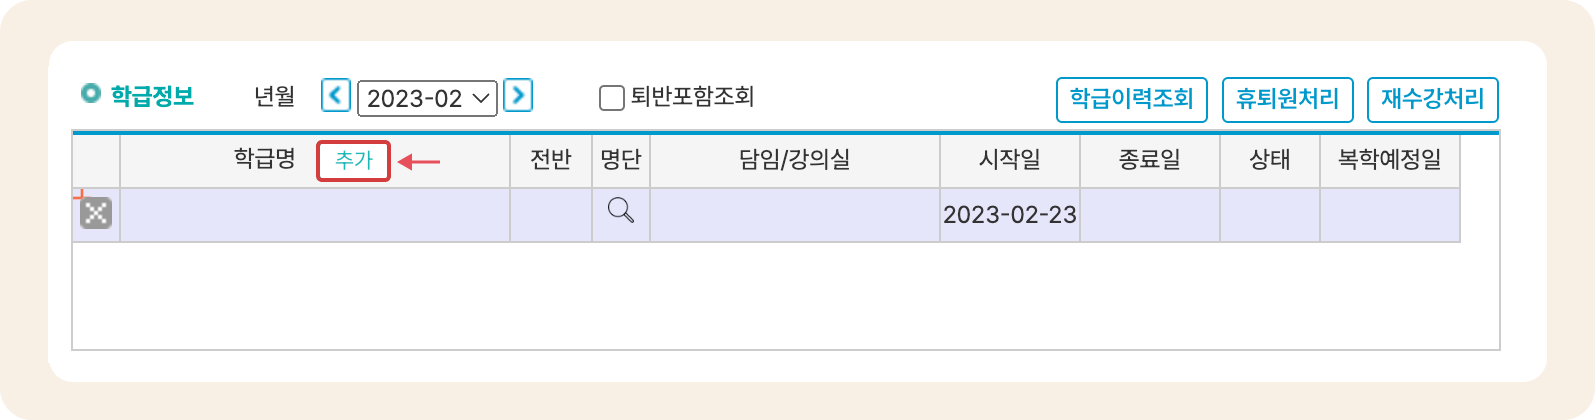 학급정보 년월 2023-02 퇴반포함조회 학급이력조회 휴퇴원처리 재수강처리
학급명 추가 전반 명단 담임/강의실 시작일 종료일 상태 복학예정일
2023-02-23